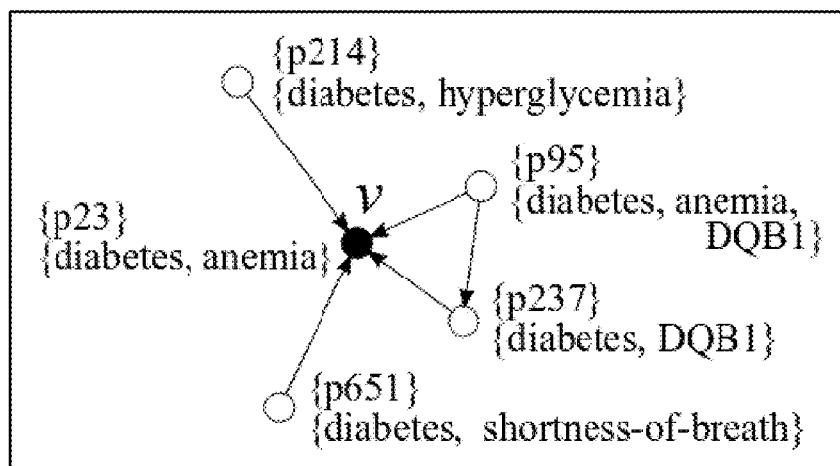 {p214}
{diabetes, hyperglycemia}
{p95}
{diabetes, anemia,
DQB1}
v
{p23}
{diabetes, anemia}
{p237}
{diabetes, DQB1}
{p651}
{diabetes, shortness-of-breath}